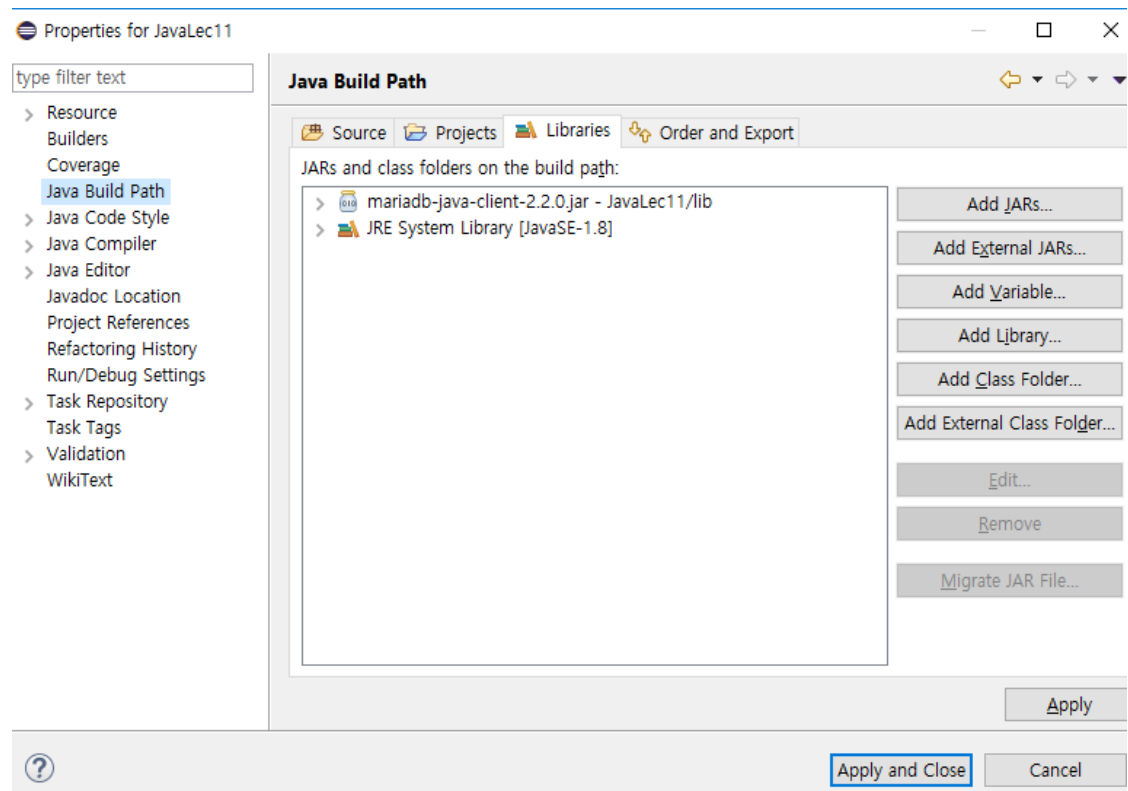 Properties for JavaLec11
type filter text
Resource
Builders
Coverage
Java Build Path
Java Code Style
Java Compiler
Java Editor
Javadoc Location
Project References
Refactoring History
Run/Debug Settings
Task Repository
Task Tags
Validation
WikiText
Java Build Path
Source Projects Libraries Order and Export
JARs and class folders on the build path:
mariadb-java-client-2.2.0.jar - JavaLec11/lib
JRE System Library [JavaSE-1.8]
Add JARs...
Add External JARs...
Add Variable...
Add Library...
Add Class Folder...
Add External Class Folder...
Edit...
Remove
Migrate JAR File...
Apply
?
Apply and Close
Cancel